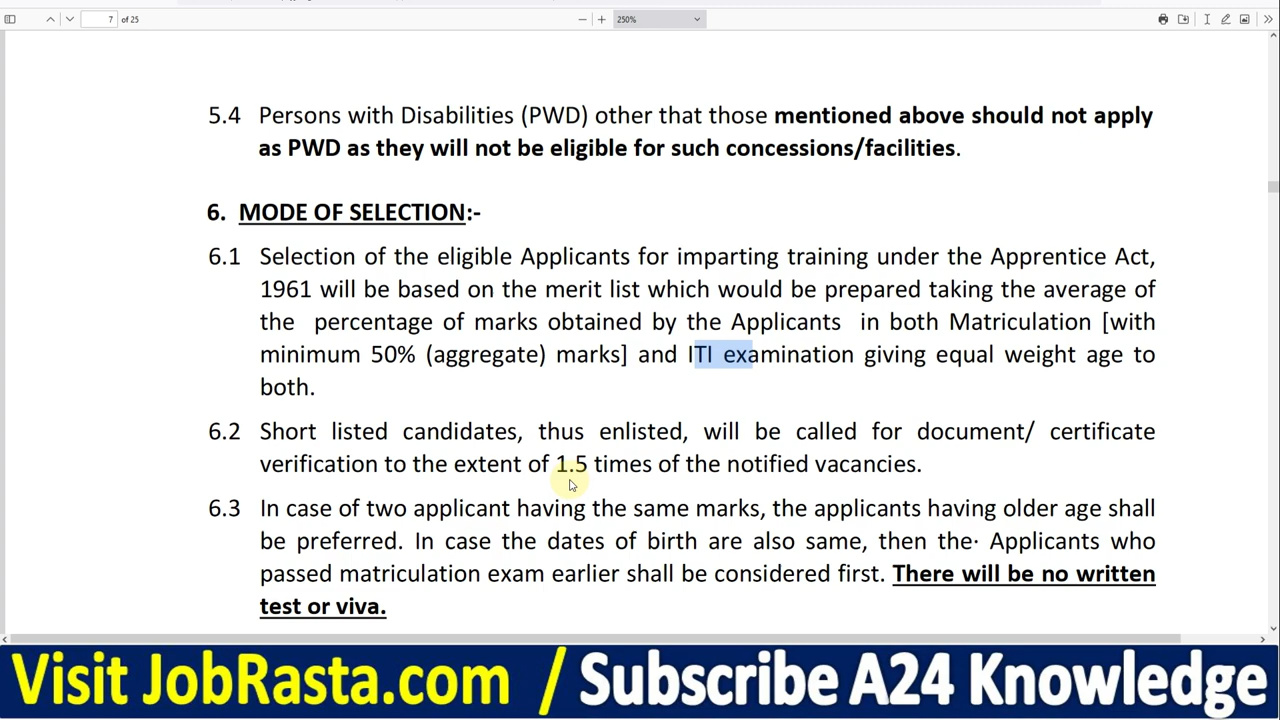 7 of 25
250%
5.4 Persons with Disabilities (PWD) other that those mentioned above should not apply
as PWD as they will not be eligible for such concessions/facilities.
6. MODE OF SELECTION:-
6.1 Selection of the eligible Applicants for imparting training under the Apprentice Act,
1961 will be based on the merit list which would be prepared taking the average of
the percentage of marks obtained by the Applicants in both Matriculation [with
minimum 50% (aggregate) marks] and ITI examination giving equal weight age to
both.
6.2 Short listed candidates, thus enlisted, will be called for document/ certificate
verification to the extent of 1.5 times of the notified vacancies.
6.3 In case of two applicant having the same marks, the applicants having older age shall
be preferred. In case the dates of birth are also same, then the· Applicants who
passed matriculation exam earlier shall be considered first. There will be no written
test or viva.
Visit JobRasta.com / Subscribe A24 Knowledge